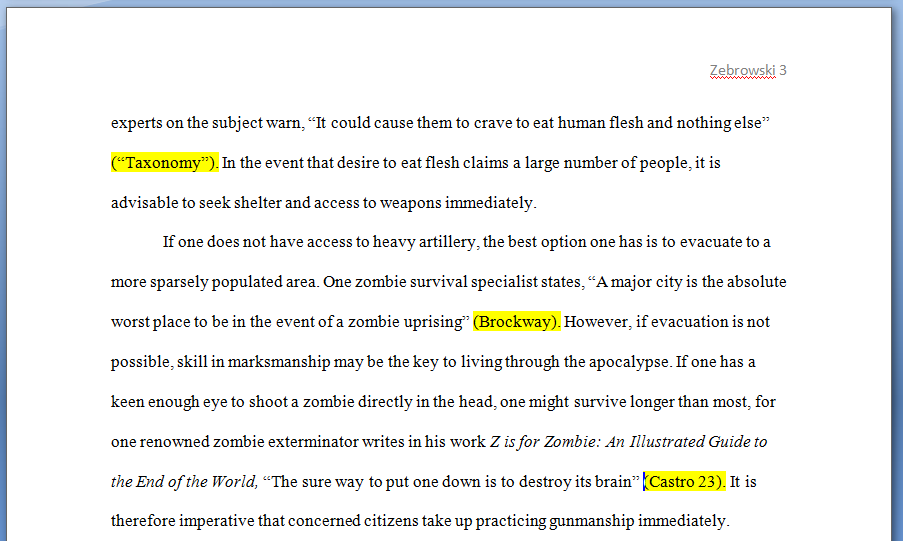 Zebrowski 3
experts on the subject warn, “It could cause them to crave to eat human flesh and nothing else”
(“Taxonomy”). In the event that desire to eat flesh claims a large number of people, it is
advisable to seek shelter and access to weapons immediately.
If one does not have access to heavy artillery, the best option one has is to evacuate to a
more sparsely populated area. One zombie survival specialist states, “A major city is the absolute
worst place to be in the event of a zombie uprising” (Brockway). However, if evacuation is not
possible, skill in marksmanship may be the key to living through the apocalypse. If one has a
keen enough eye to shoot a zombie directly in the head, one might survive longer than most, for
one renowned zombie exterminator writes in his work Z is for Zombie: An Illustrated Guide to
the End of the World, “The sure way to put one down is to destroy its brain” (Castro 23). It is
therefore imperative that concerned citizens take up practicing gunmanship immediately.